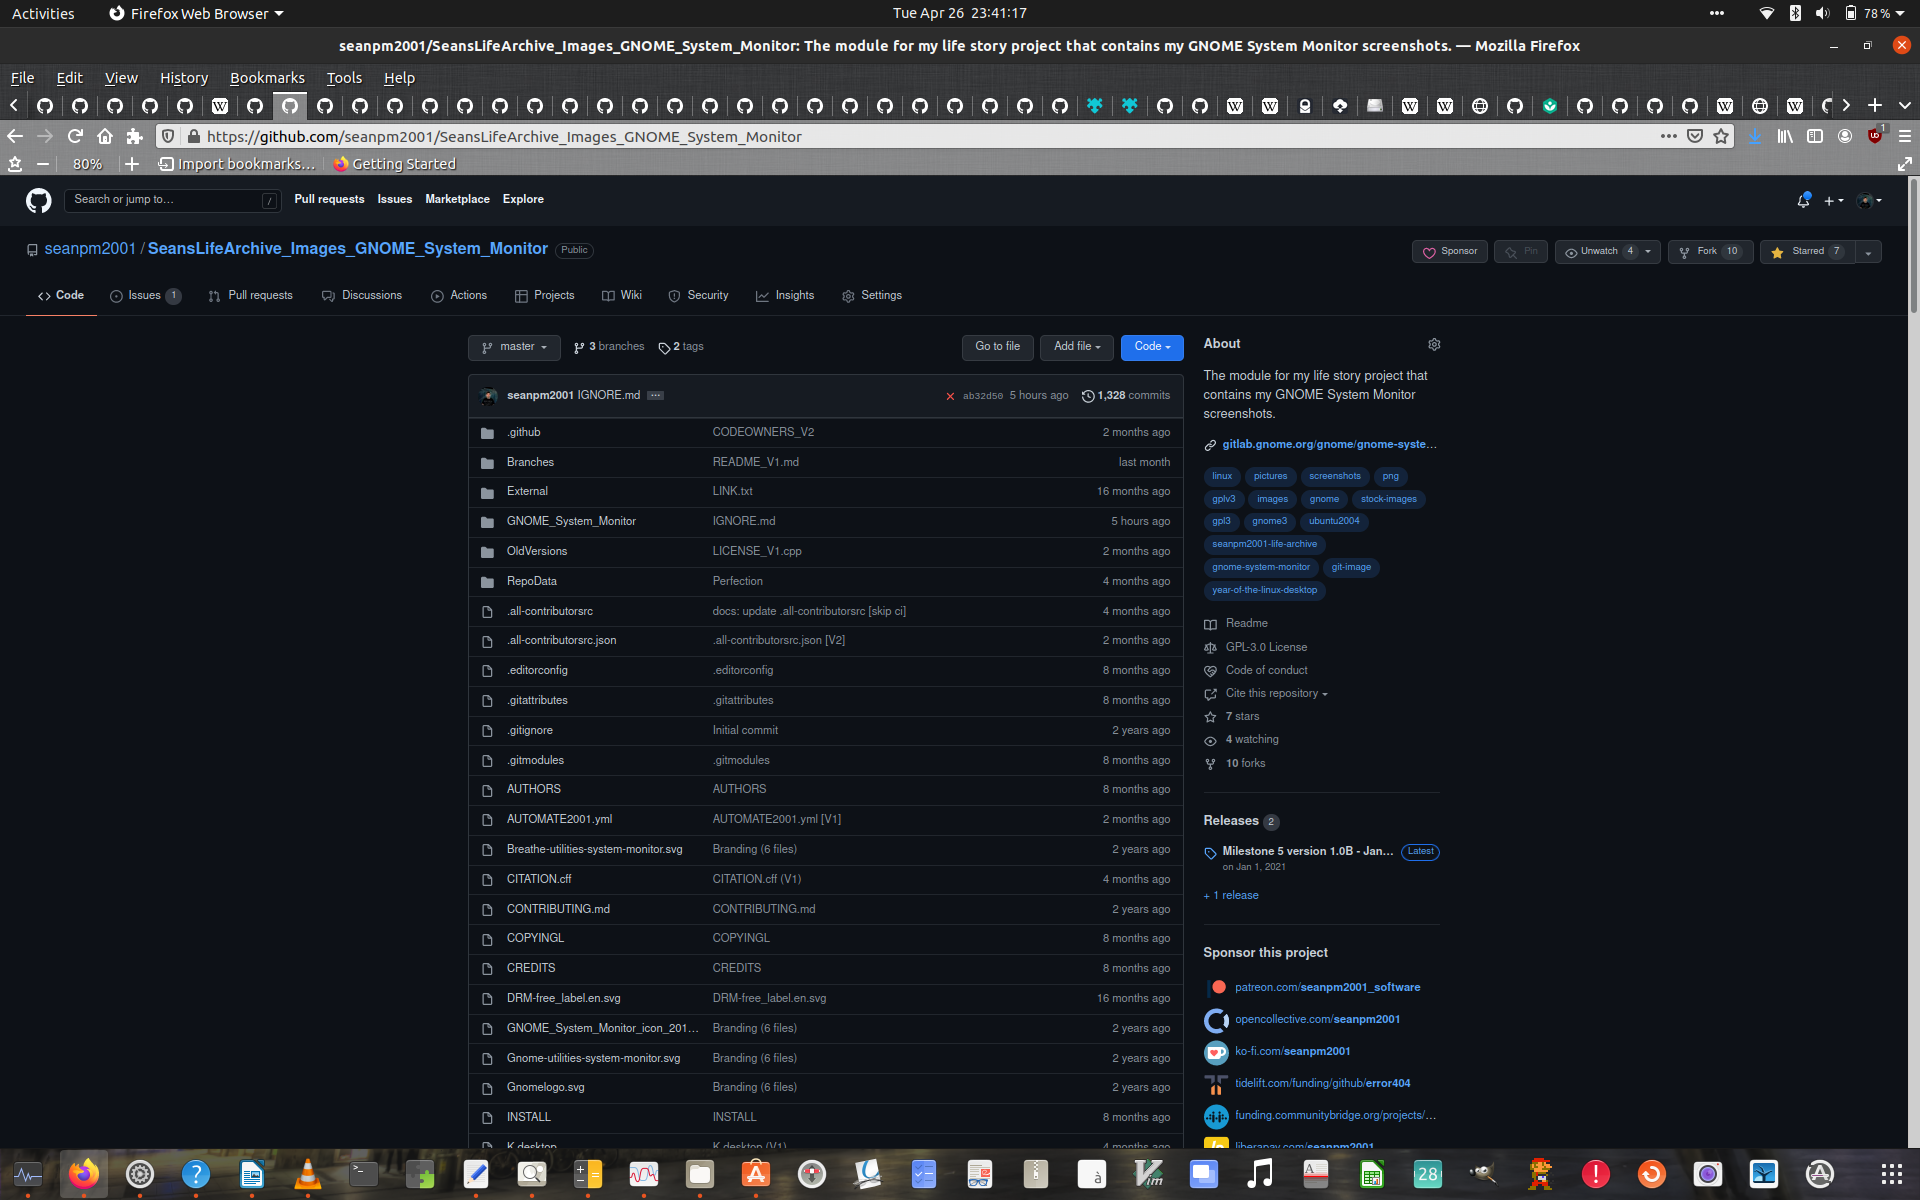 Activities
Firefox Web Browser
Tue Apr 26 23:41:17
78 %
seanpm2001/SeansLifeArchive_Images_GNOME_System_Monitor: The module for my life story project that contains my GNOME System Monitor screenshots. — Mozilla Firefox
File Edit View History Bookmarks Tools Help
https://github.com/seanpm2001/SeansLifeArchive_Images_GNOME_System_Monitor
1
80%
Import bookmarks...
Getting Started
Search or jump to...
/
Pull requests Issues Marketplace Explore
seanpm2001 / SeansLifeArchive_Images_GNOME_System_Monitor Public
Sponsor Pin Unwatch 4 Fork 10 Starred 7
Code Issues 1 Pull requests Discussions Actions Projects Wiki Security Insights Settings
master 3 branches 2 tags
Go to file Add file Code
seanpm2001 IGNORE.md ... ab32d50 5 hours ago 1,328 commits
.github CODEOWNERS_V2 2 months ago
Branches README_V1.md last month
External LINK.txt 16 months ago
GNOME_System_Monitor IGNORE.md 5 hours ago
OldVersions LICENSE_V1.cpp 2 months ago
RepoData Perfection 4 months ago
.all-contributorsrc docs: update .all-contributorsrc [skip ci] 4 months ago
.all-contributorsrc.json .all-contributorsrc.json [V2] 2 months ago
.editorconfig .editorconfig 8 months ago
.gitattributes .gitattributes 8 months ago
.gitignore Initial commit 2 years ago
.gitmodules .gitmodules 8 months ago
AUTHORS AUTHORS 8 months ago
AUTOMATE2001.yml AUTOMATE2001.yml [V1] 2 months ago
Breathe-utilities-system-monitor.svg Branding (6 files) 2 years ago
CITATION.cff CITATION.cff (V1) 4 months ago
CONTRIBUTING.md CONTRIBUTING.md 2 years ago
COPYINGL COPYINGL 8 months ago
CREDITS CREDITS 8 months ago
DRM-free_label.en.svg DRM-free_label.en.svg 16 months ago
GNOME_System_Monitor_icon_201... Branding (6 files) 2 years ago
Gnome-utilities-system-monitor.svg Branding (6 files) 2 years ago
Gnomelogo.svg Branding (6 files) 2 years ago
INSTALL INSTALL 8 months ago
K.desktop K.desktop (V1) 4 months ago
About
The module for my life story project that
contains my GNOME System Monitor
screenshots.
gitlab.gnome.org/gnome/gnome-syste...
linux pictures screenshots png
gplv3 images gnome stock-images
gpl3 gnome3 ubuntu2004
seanpm2001-life-archive
gnome-system-monitor git-image
year-of-the-linux-desktop
Readme
GPL-3.0 License
Code of conduct
Cite this repository
7 stars
4 watching
10 forks
Releases 2
Milestone 5 version 1.0B - Jan... Latest
on Jan 1, 2021
+ 1 release
Sponsor this project
patreon.com/seanpm2001_software
opencollective.com/seanpm2001
ko-fi.com/seanpm2001
tidelift.com/funding/github/error404
funding.communitybridge.org/projects/...
liberapay.com/seanpm2001
28